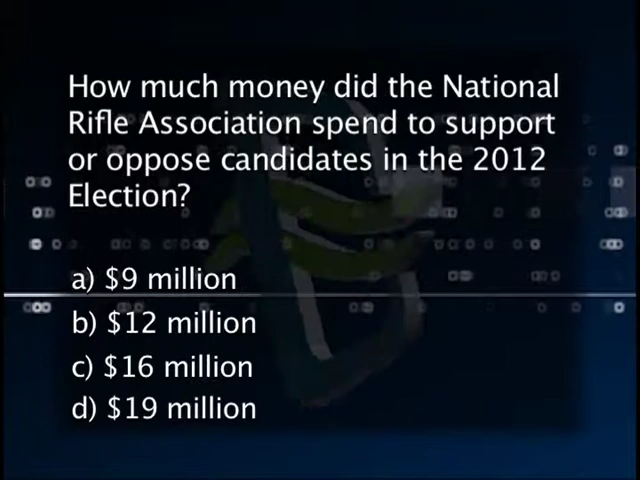 How much money did the National
Rifle Association spend to support
or oppose candidates in the 2012
Election?
a) $9 million
b) $12 million
c) $16 million
d) $19 million